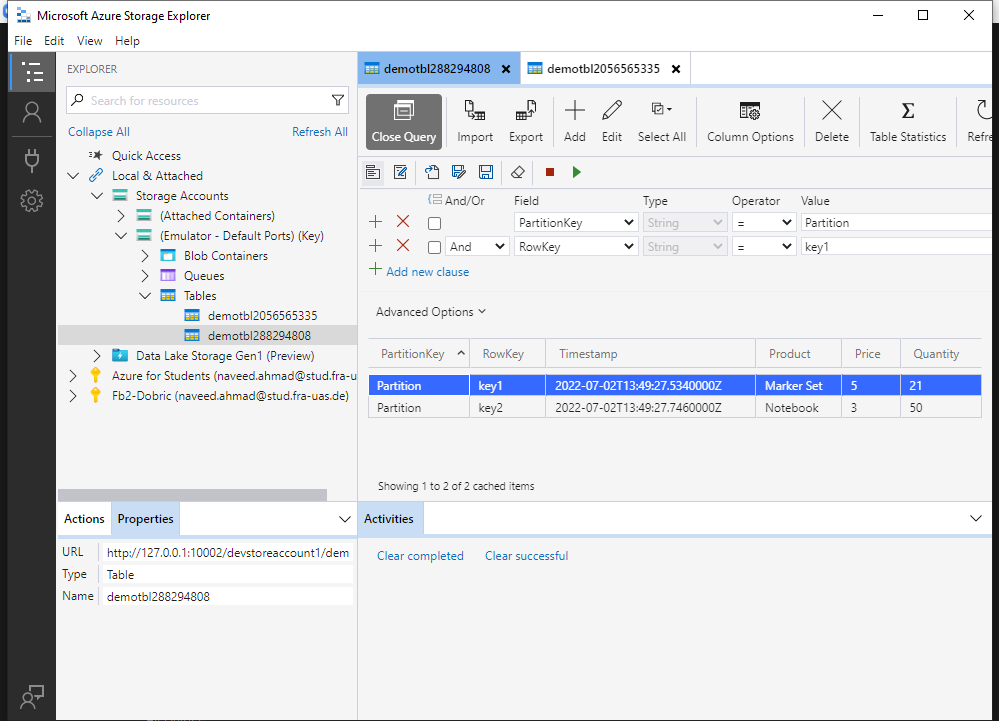 Microsoft Azure Storage Explorer
File Edit View Help
EXPLORER
Search for resources
Collapse All Refresh All
Quick Access
Local & Attached
Storage Accounts
(Attached Containers)
(Emulator - Default Ports) (Key)
Blob Containers
Queues
Tables
demotbl2056565335
demotbl288294808
Data Lake Storage Gen1 (Preview)
Azure for Students (naveed.ahmad@stud.fra-u
Fb2-Dobric (naveed.ahmad@stud.fra-uas.de)
Actions Properties
URL http://127.0.0.1:10002/devstoreaccount1/dem
Type Table
Name demotbl288294808
demotbl288294808 demotbl2056565335
Close Query Import Export Add Edit Select All Column Options Delete Table Statistics Refre
And/Or Field Type Operator Value
PartitionKey String = Partition
And RowKey String = key1
Add new clause
Advanced Options
PartitionKey RowKey Timestamp Product Price Quantity
Partition key1 2022-07-02T13:49:27.5340000Z Marker Set 5 21
Partition key2 2022-07-02T13:49:27.7460000Z Notebook 3 50
Showing 1 to 2 of 2 cached items
Activities
Clear completed Clear successful